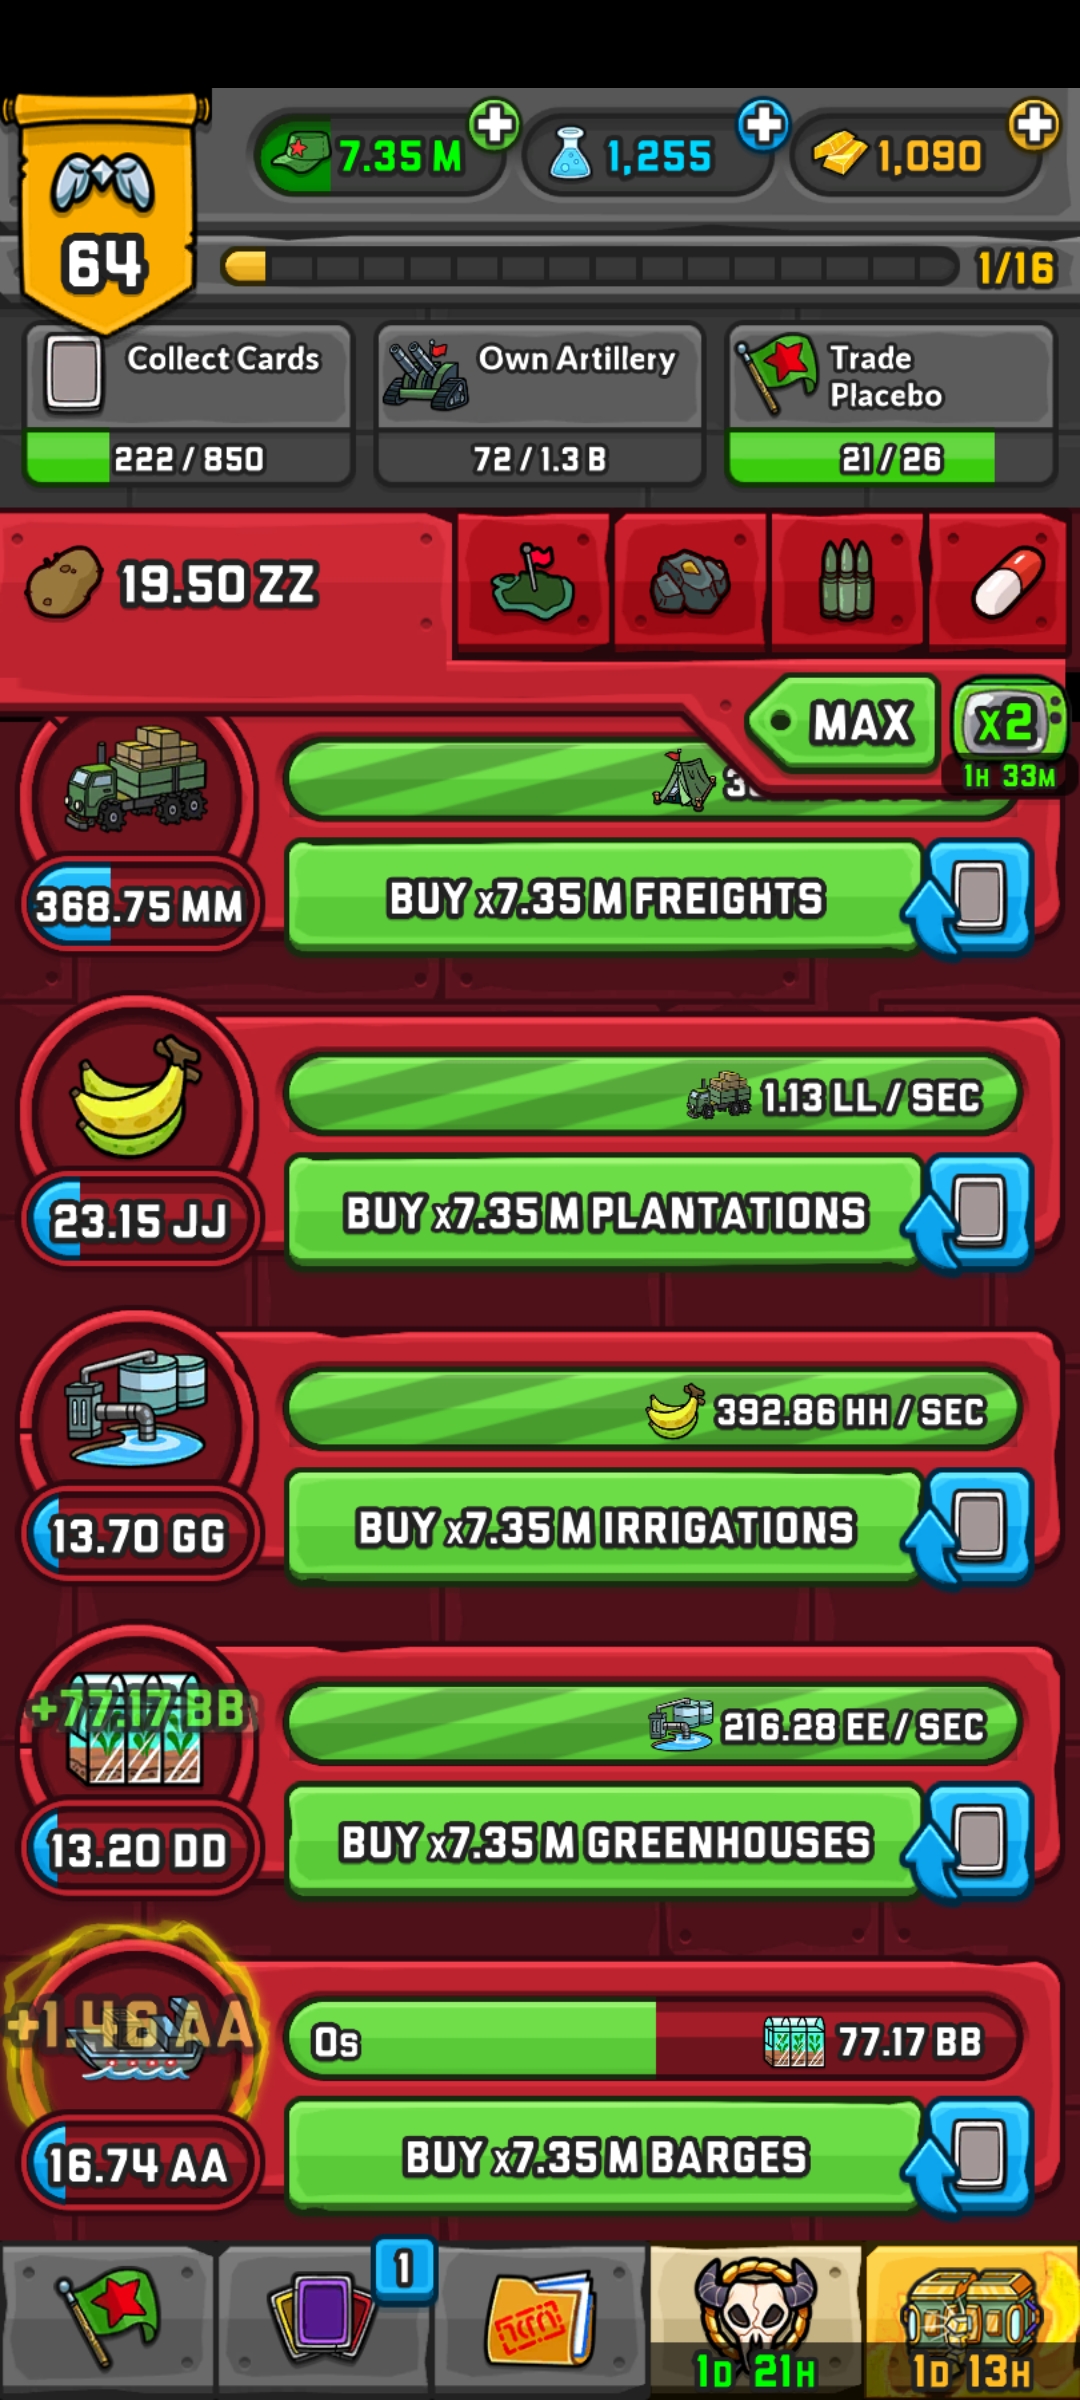 7.35 M
1,255
1,090
64
1/16
Collect Cards
Own Artillery
Trade
Placebo
222 / 850
72 / 1.3 B
21 / 26
19.50 ZZ
MAX
x2
1H 33M
368.75 MM
BUY x7.35 M FREIGHTS
1.13 LL / SEC
23.15 JJ
BUY x7.35 M PLANTATIONS
392.86 HH / SEC
13.70 GG
BUY x7.35 M IRRIGATIONS
+77.17 BB
216.28 EE / SEC
13.20 DD
BUY x7.35 M GREENHOUSES
+1.46 AA
0s
77.17 BB
16.74 AA
BUY x7.35 M BARGES
1
1D 21H
1D 13H